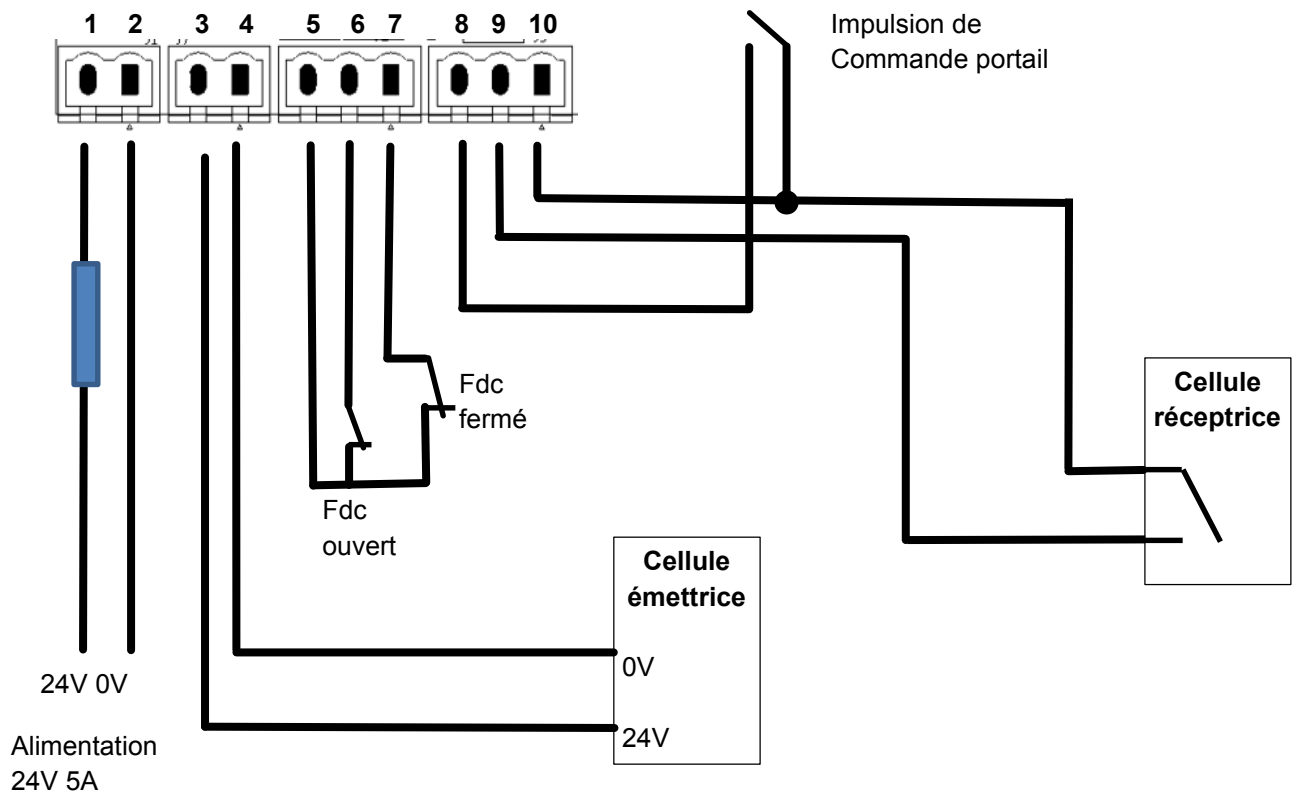 1 2 3 4 5 6 7 8 9 10
Impulsion de
Commande portail
Fdc
fermé
Fdc
ouvert
Cellule
réceptrice
Cellule
émettrice
0V
24V
24V 0V
Alimentation
24V 5A